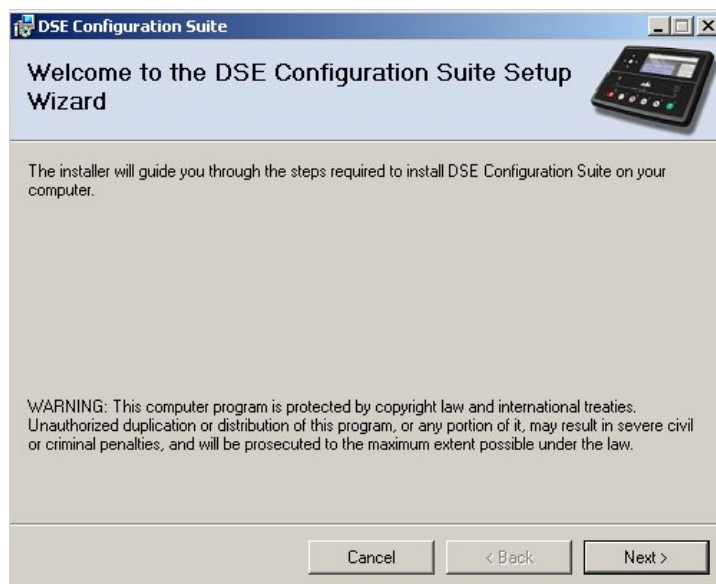 DSE Configuration Suite
Welcome to the DSE Configuration Suite Setup
Wizard
The installer will guide you through the steps required to install DSE Configuration Suite on your
computer.
WARNING: This computer program is protected by copyright law and international treaties.
Unauthorized duplication or distribution of this program, or any portion of it, may result in severe civil
or criminal penalties, and will be prosecuted to the maximum extent possible under the law.
Cancel
< Back
Next >